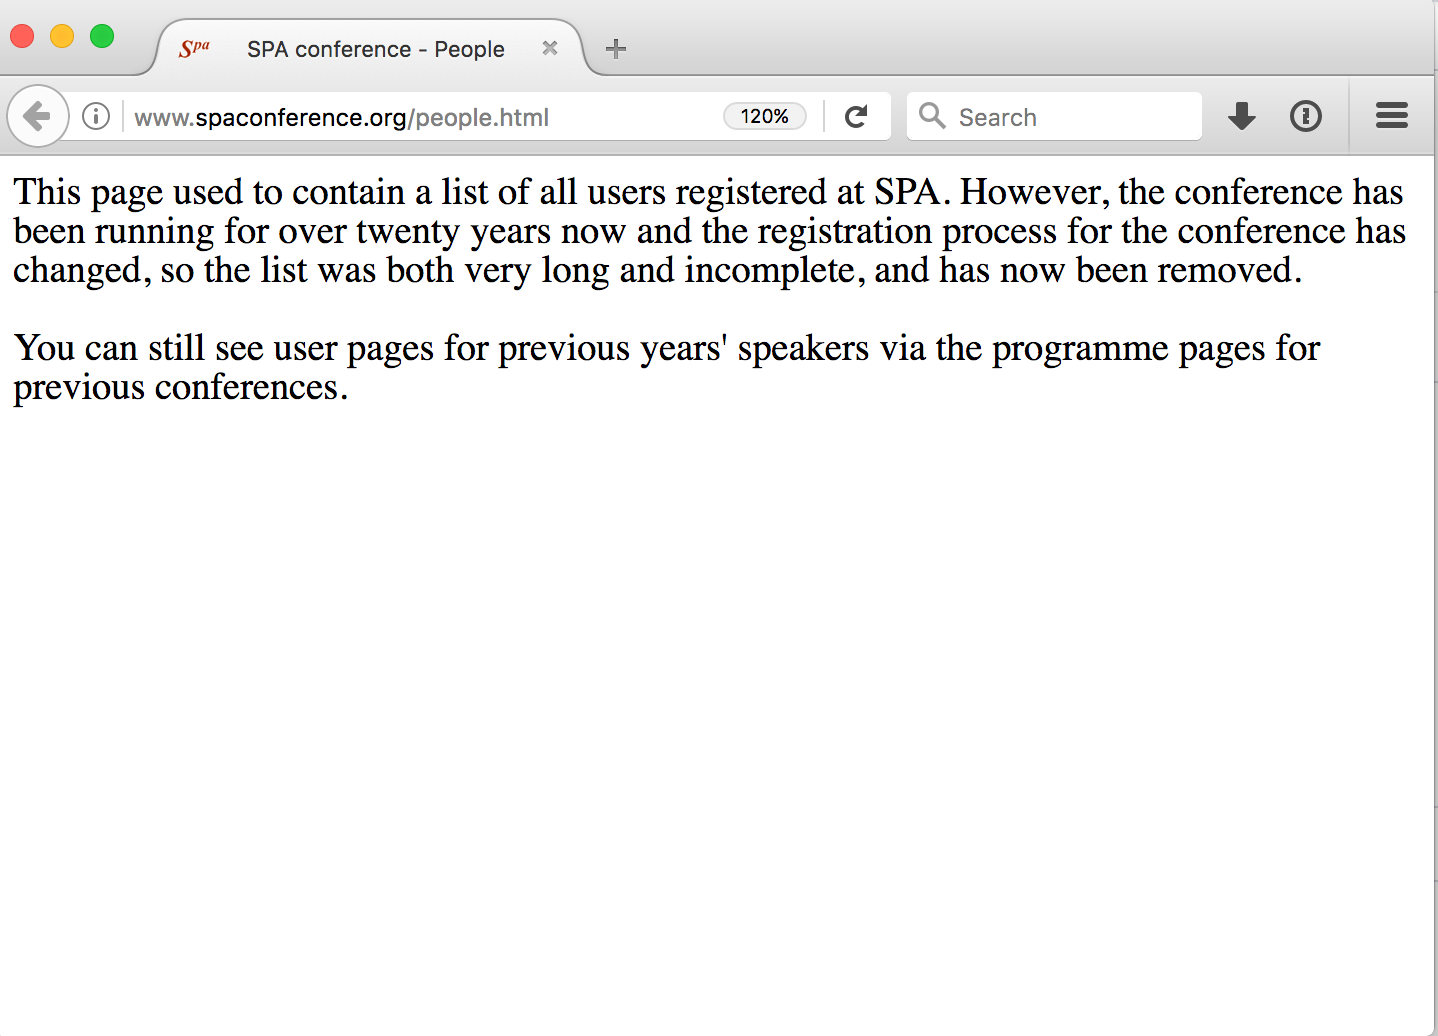 Spa SPA conference - People
www.spaconference.org/people.html 120% Search
This page used to contain a list of all users registered at SPA. However, the conference has
been running for over twenty years now and the registration process for the conference has
changed, so the list was both very long and incomplete, and has now been removed.
You can still see user pages for previous years' speakers via the programme pages for
previous conferences.